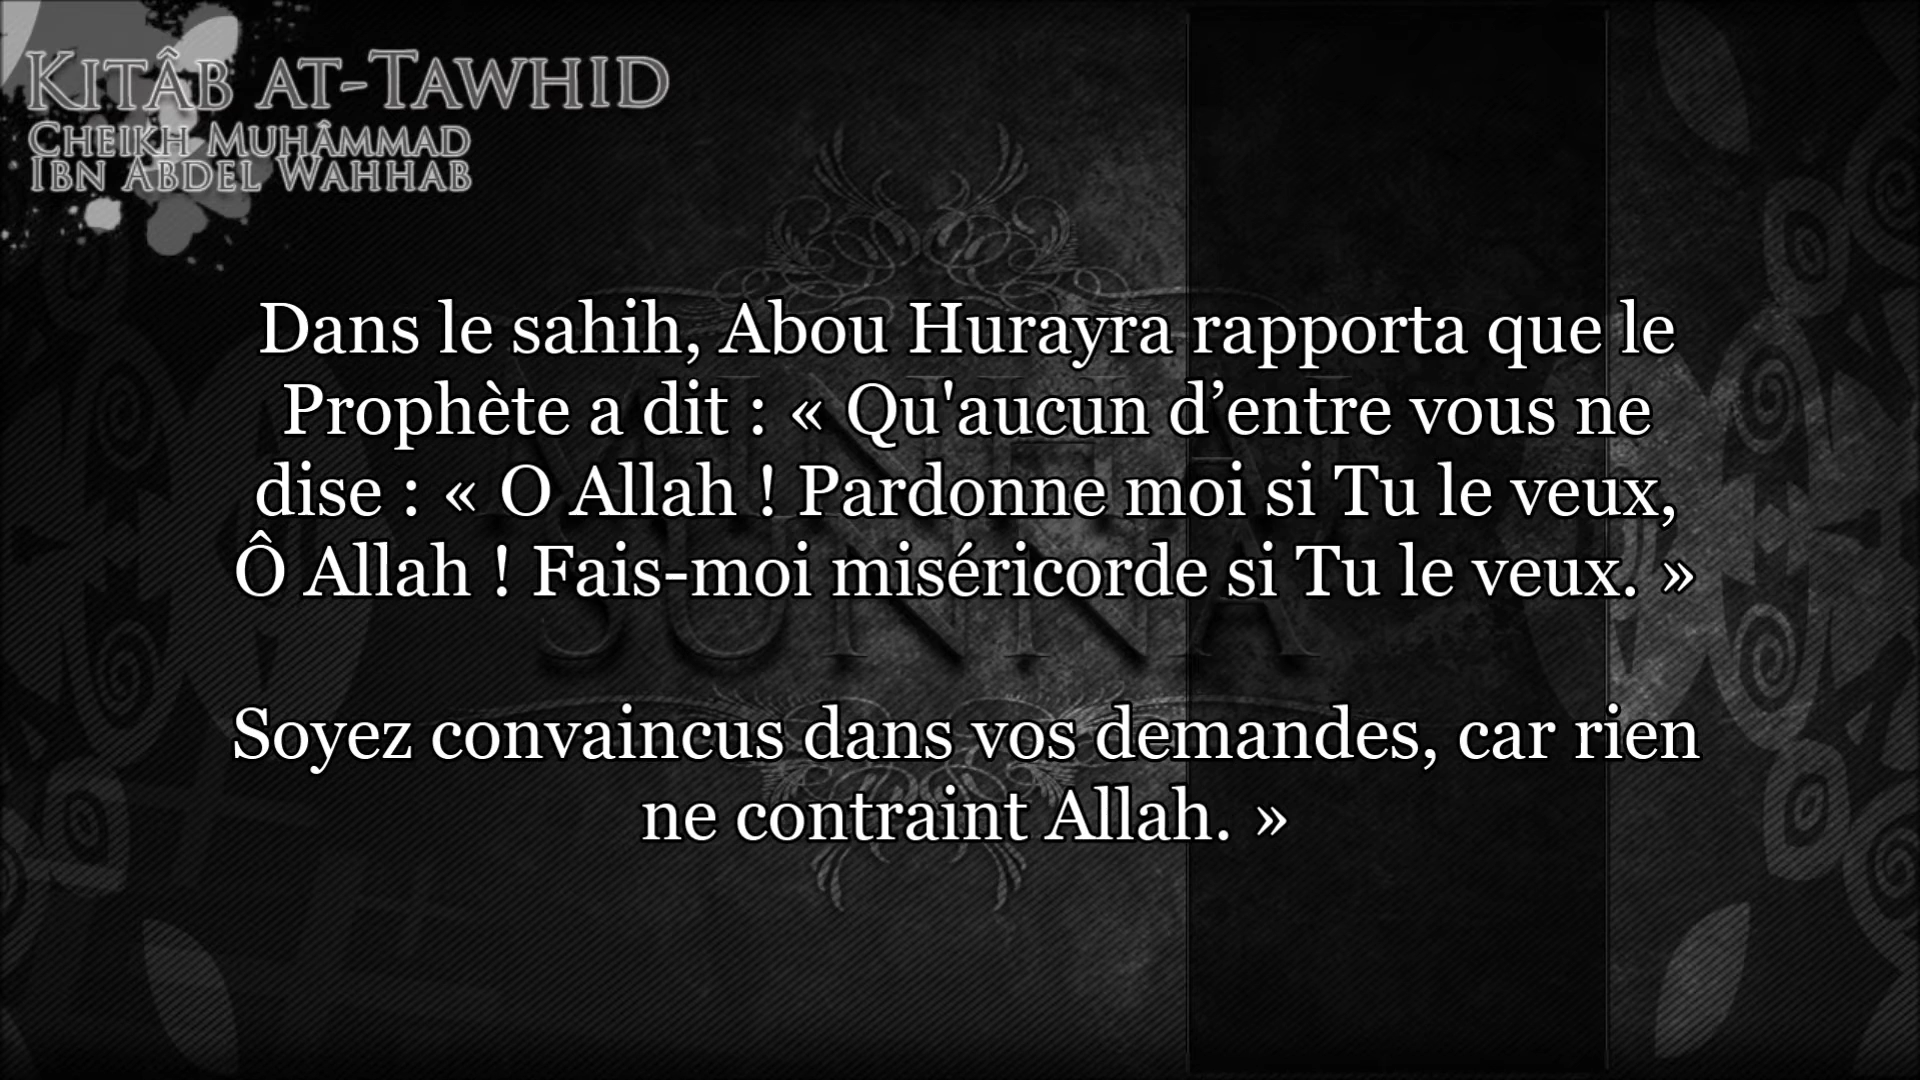 Kitâb at-Tawhid
Cheikh Muhâmmad
Ibn Abdel Wahhab
Dans le sahih, Abou Hurayra rapporta que le
Prophète a dit : « Qu'aucun d’entre vous ne
dise : « O Allah ! Pardonne moi si Tu le veux,
Ô Allah ! Fais-moi miséricorde si Tu le veux. »
SUNNA
Soyez convaincus dans vos demandes, car rien
ne contraint Allah. »